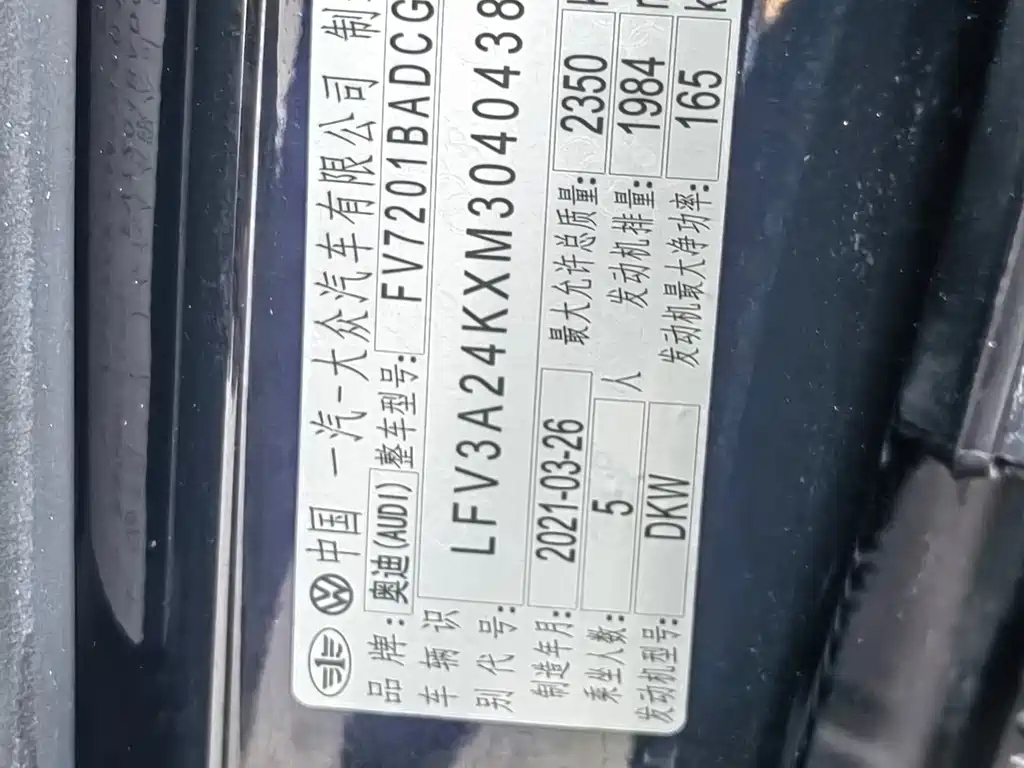 中国 一汽-大众汽车有限公司 制
品牌: 奥迪(AUDI) 整车型号: FV7201BADCG
车辆识别代号: LFV3A24KXM3040438
制造年月: 2021-03-26 最大允许总质量: 2350 k
乘坐人数: 5 人 发动机排量: 1984 m
发动机型号: DKW 发动机最大净功率: 165 k